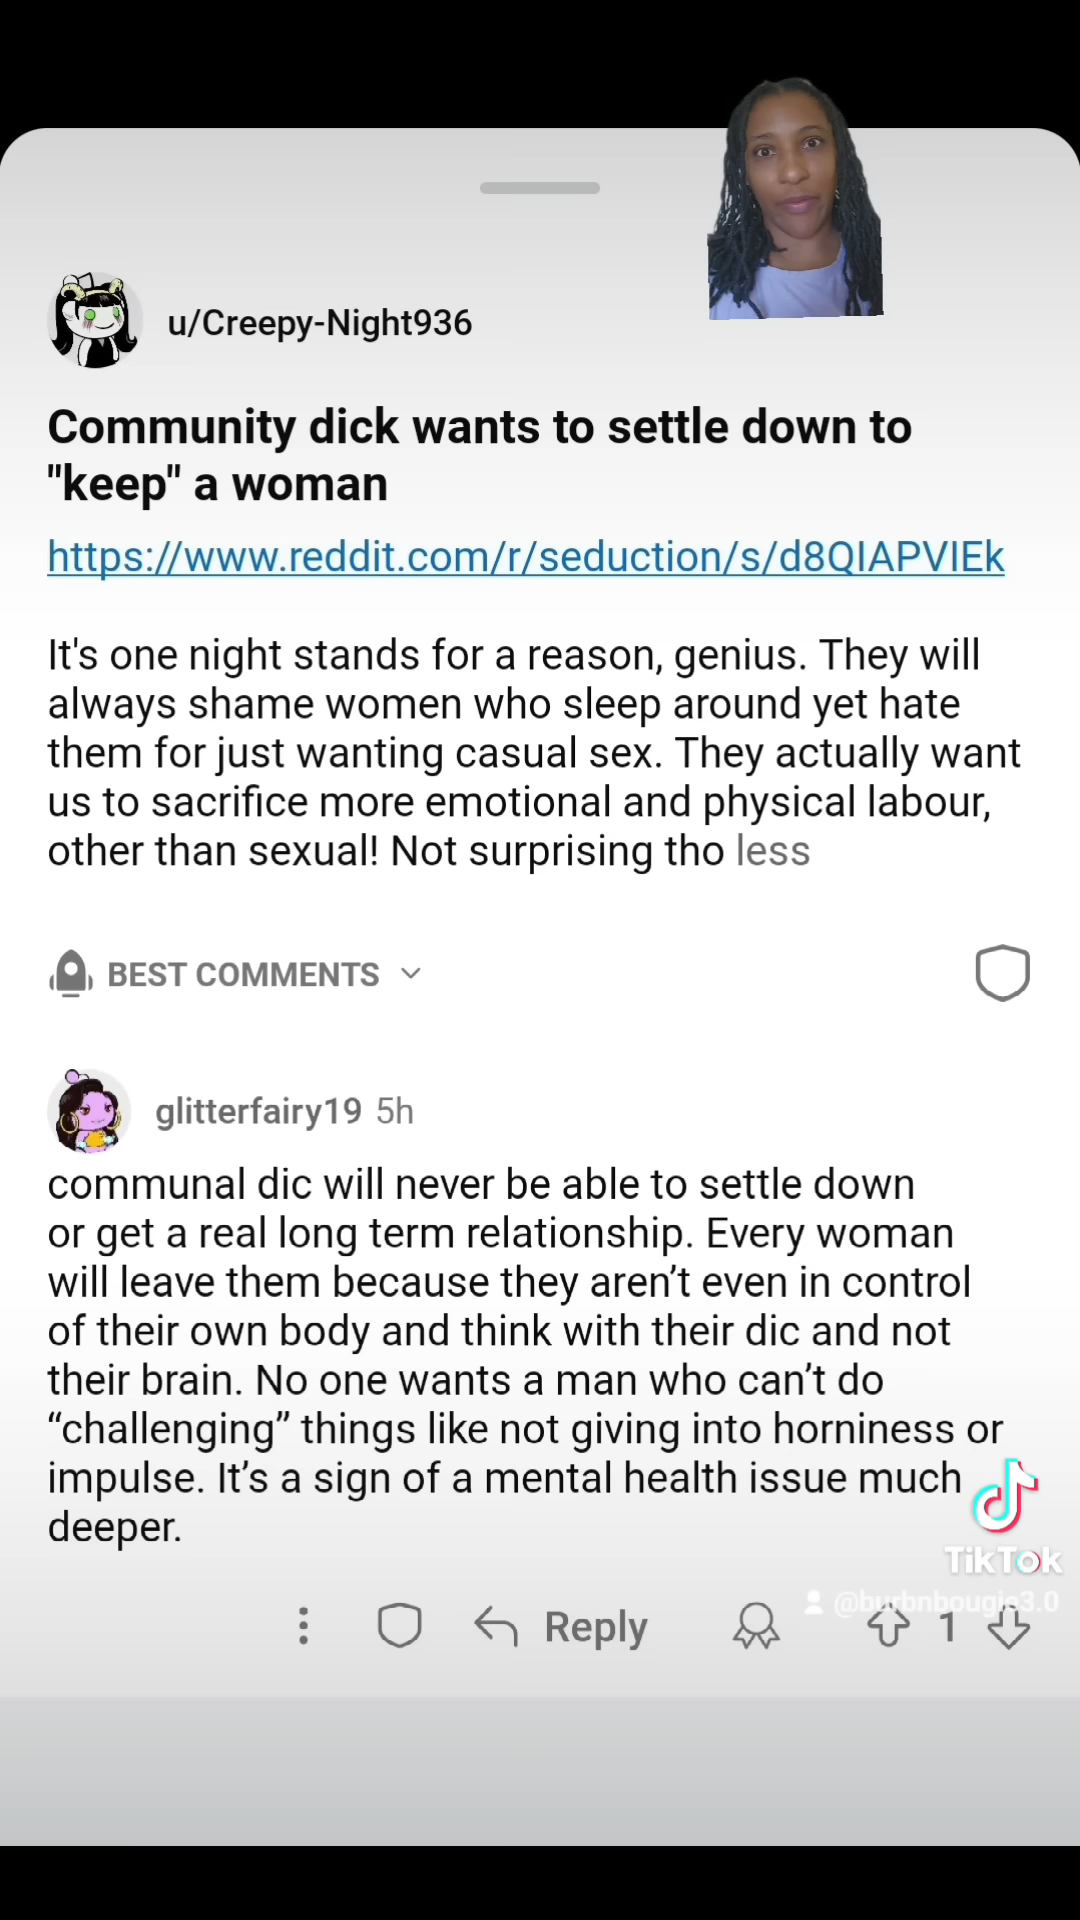 u/Creepy-Night936
Community dick wants to settle down to
"keep" a woman
https://www.reddit.com/r/seduction/s/d8QIAPVIEk
It's one night stands for a reason, genius. They will
always shame women who sleep around yet hate
them for just wanting casual sex. They actually want
us to sacrifice more emotional and physical labour,
other than sexual! Not surprising tho less
BEST COMMENTS
glitterfairy19 5h
communal dic will never be able to settle down
or get a real long term relationship. Every woman
will leave them because they aren’t even in control
of their own body and think with their dic and not
their brain. No one wants a man who can’t do
“challenging” things like not giving into horniness or
impulse. It’s a sign of a mental health issue much
deeper.
TikTok
@burbnbougie3.0
Reply 1